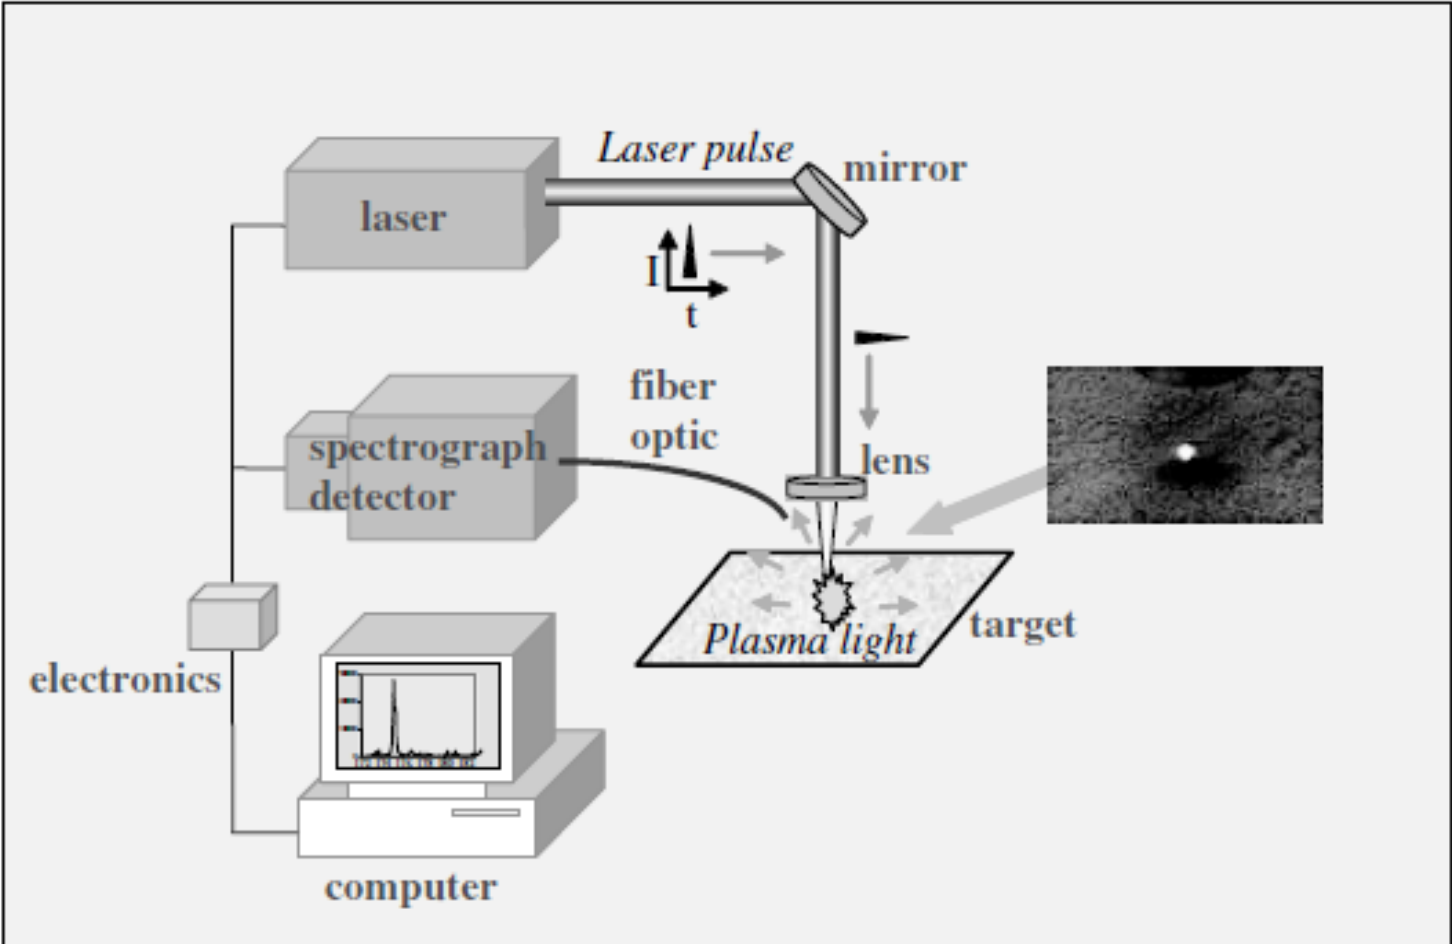 Laser pulse
mirror
laser
I
t
fiber
optic
lens
spectrograph
detector
Plasma light
target
electronics
computer